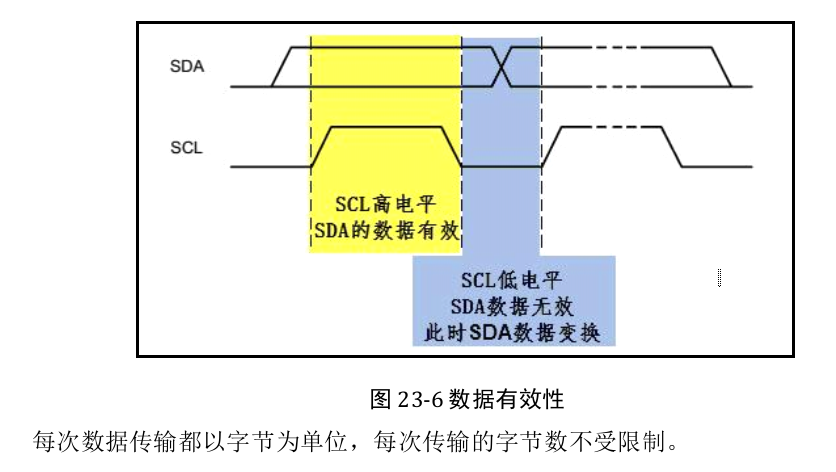 SDA
SCL
SCL高电平
SDA的数据有效
SCL低电平
SDA数据无效
此时SDA数据变换
图 23-6 数据有效性
每次数据传输都以字节为单位，每次传输的字节数不受限制。